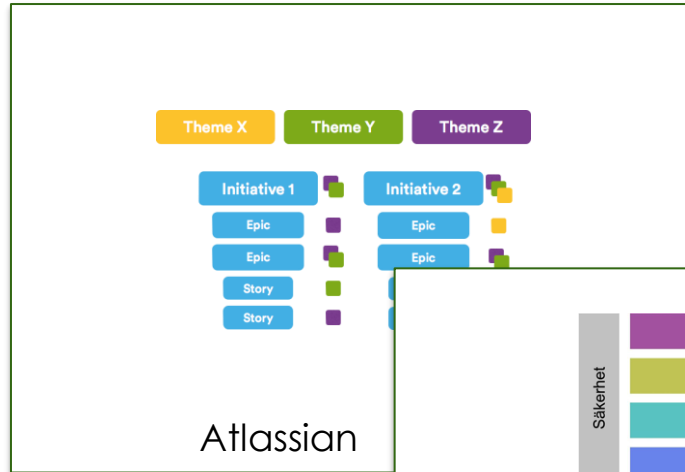 Theme X Theme Y Theme Z
Initiative 1 Initiative 2
Epic Epic
Epic Epic
Story
Story
Atlassian
Säkerhet